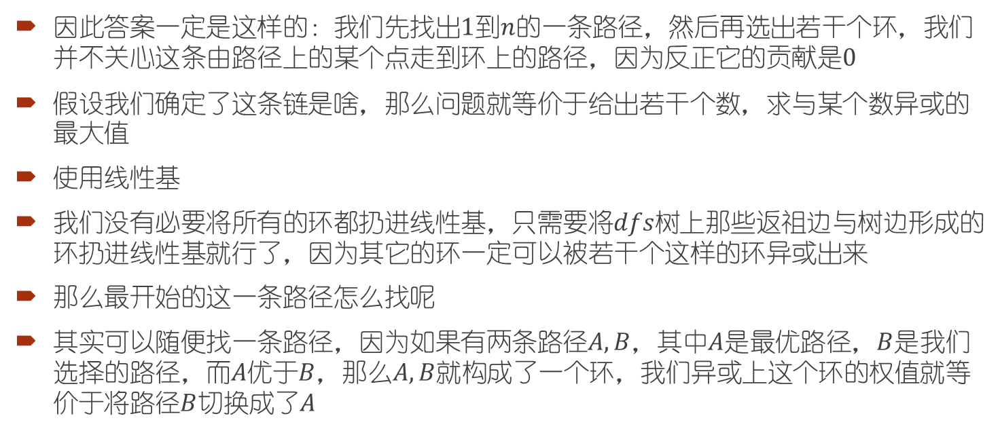 因此答案一定是这样的：我们先找出1到n的一条路径，然后再选出若干个环，我们
并不关心这条由路径上的某个点走到环上的路径，因为反正它的贡献是0
假设我们确定了这条链是啥，那么问题就等价于给出若干个数，求与某个数异或的
最大值
使用线性基
我们没有必要将所有的环都扔进线性基，只需要将dfs树上那些返祖边与树边形成的
环扔进线性基就行了，因为其它的环一定可以被若干个这样的环异或出来
那么最开始的这一条路径怎么找呢
其实可以随便找一条路径，因为如果有两条路径A,B，其中A是最优路径，B是我们
选择的路径，而A优于B，那么A,B就构成了一个环，我们异或上这个环的权值就等
价于将路径B切换成了A